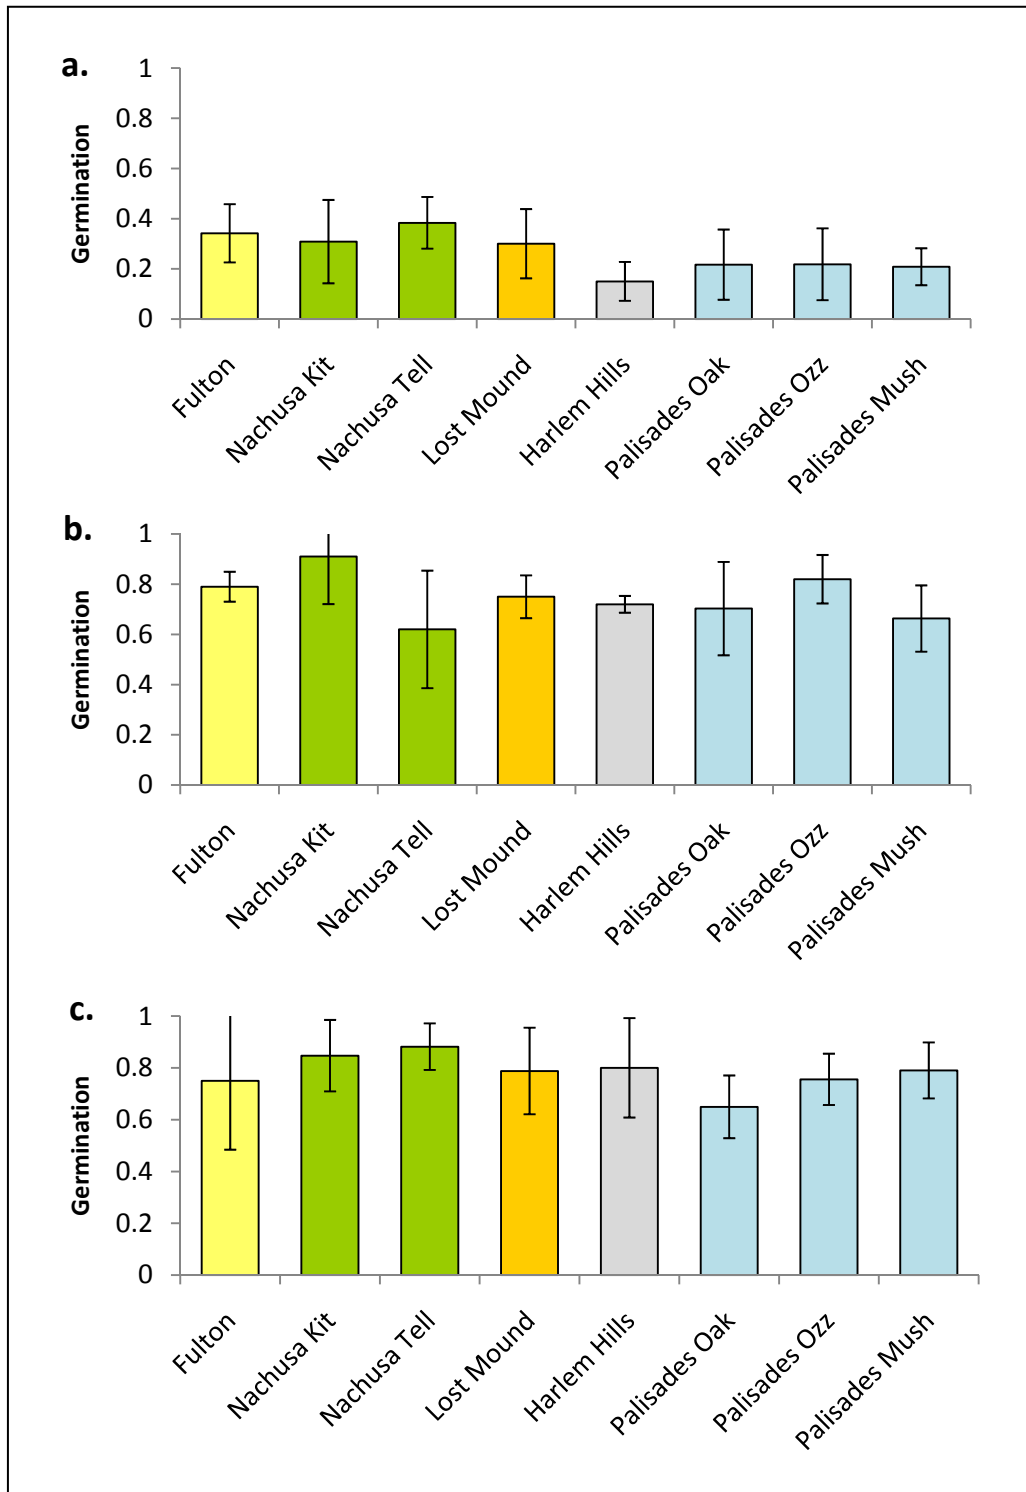 a.
Germination
1
0.8
0.6
0.4
0.2
0
Fulton
Nachusa Kit
Nachusa Tell
Lost Mound
Harlem Hills
Palisades Oak
Palisades Ozz
Palisades Mush
b.
Germination
1
0.8
0.6
0.4
0.2
0
Fulton
Nachusa Kit
Nachusa Tell
Lost Mound
Harlem Hills
Palisades Oak
Palisades Ozz
Palisades Mush
c.
Germination
1
0.8
0.6
0.4
0.2
0
Fulton
Nachusa Kit
Nachusa Tell
Lost Mound
Harlem Hills
Palisades Oak
Palisades Ozz
Palisades Mush